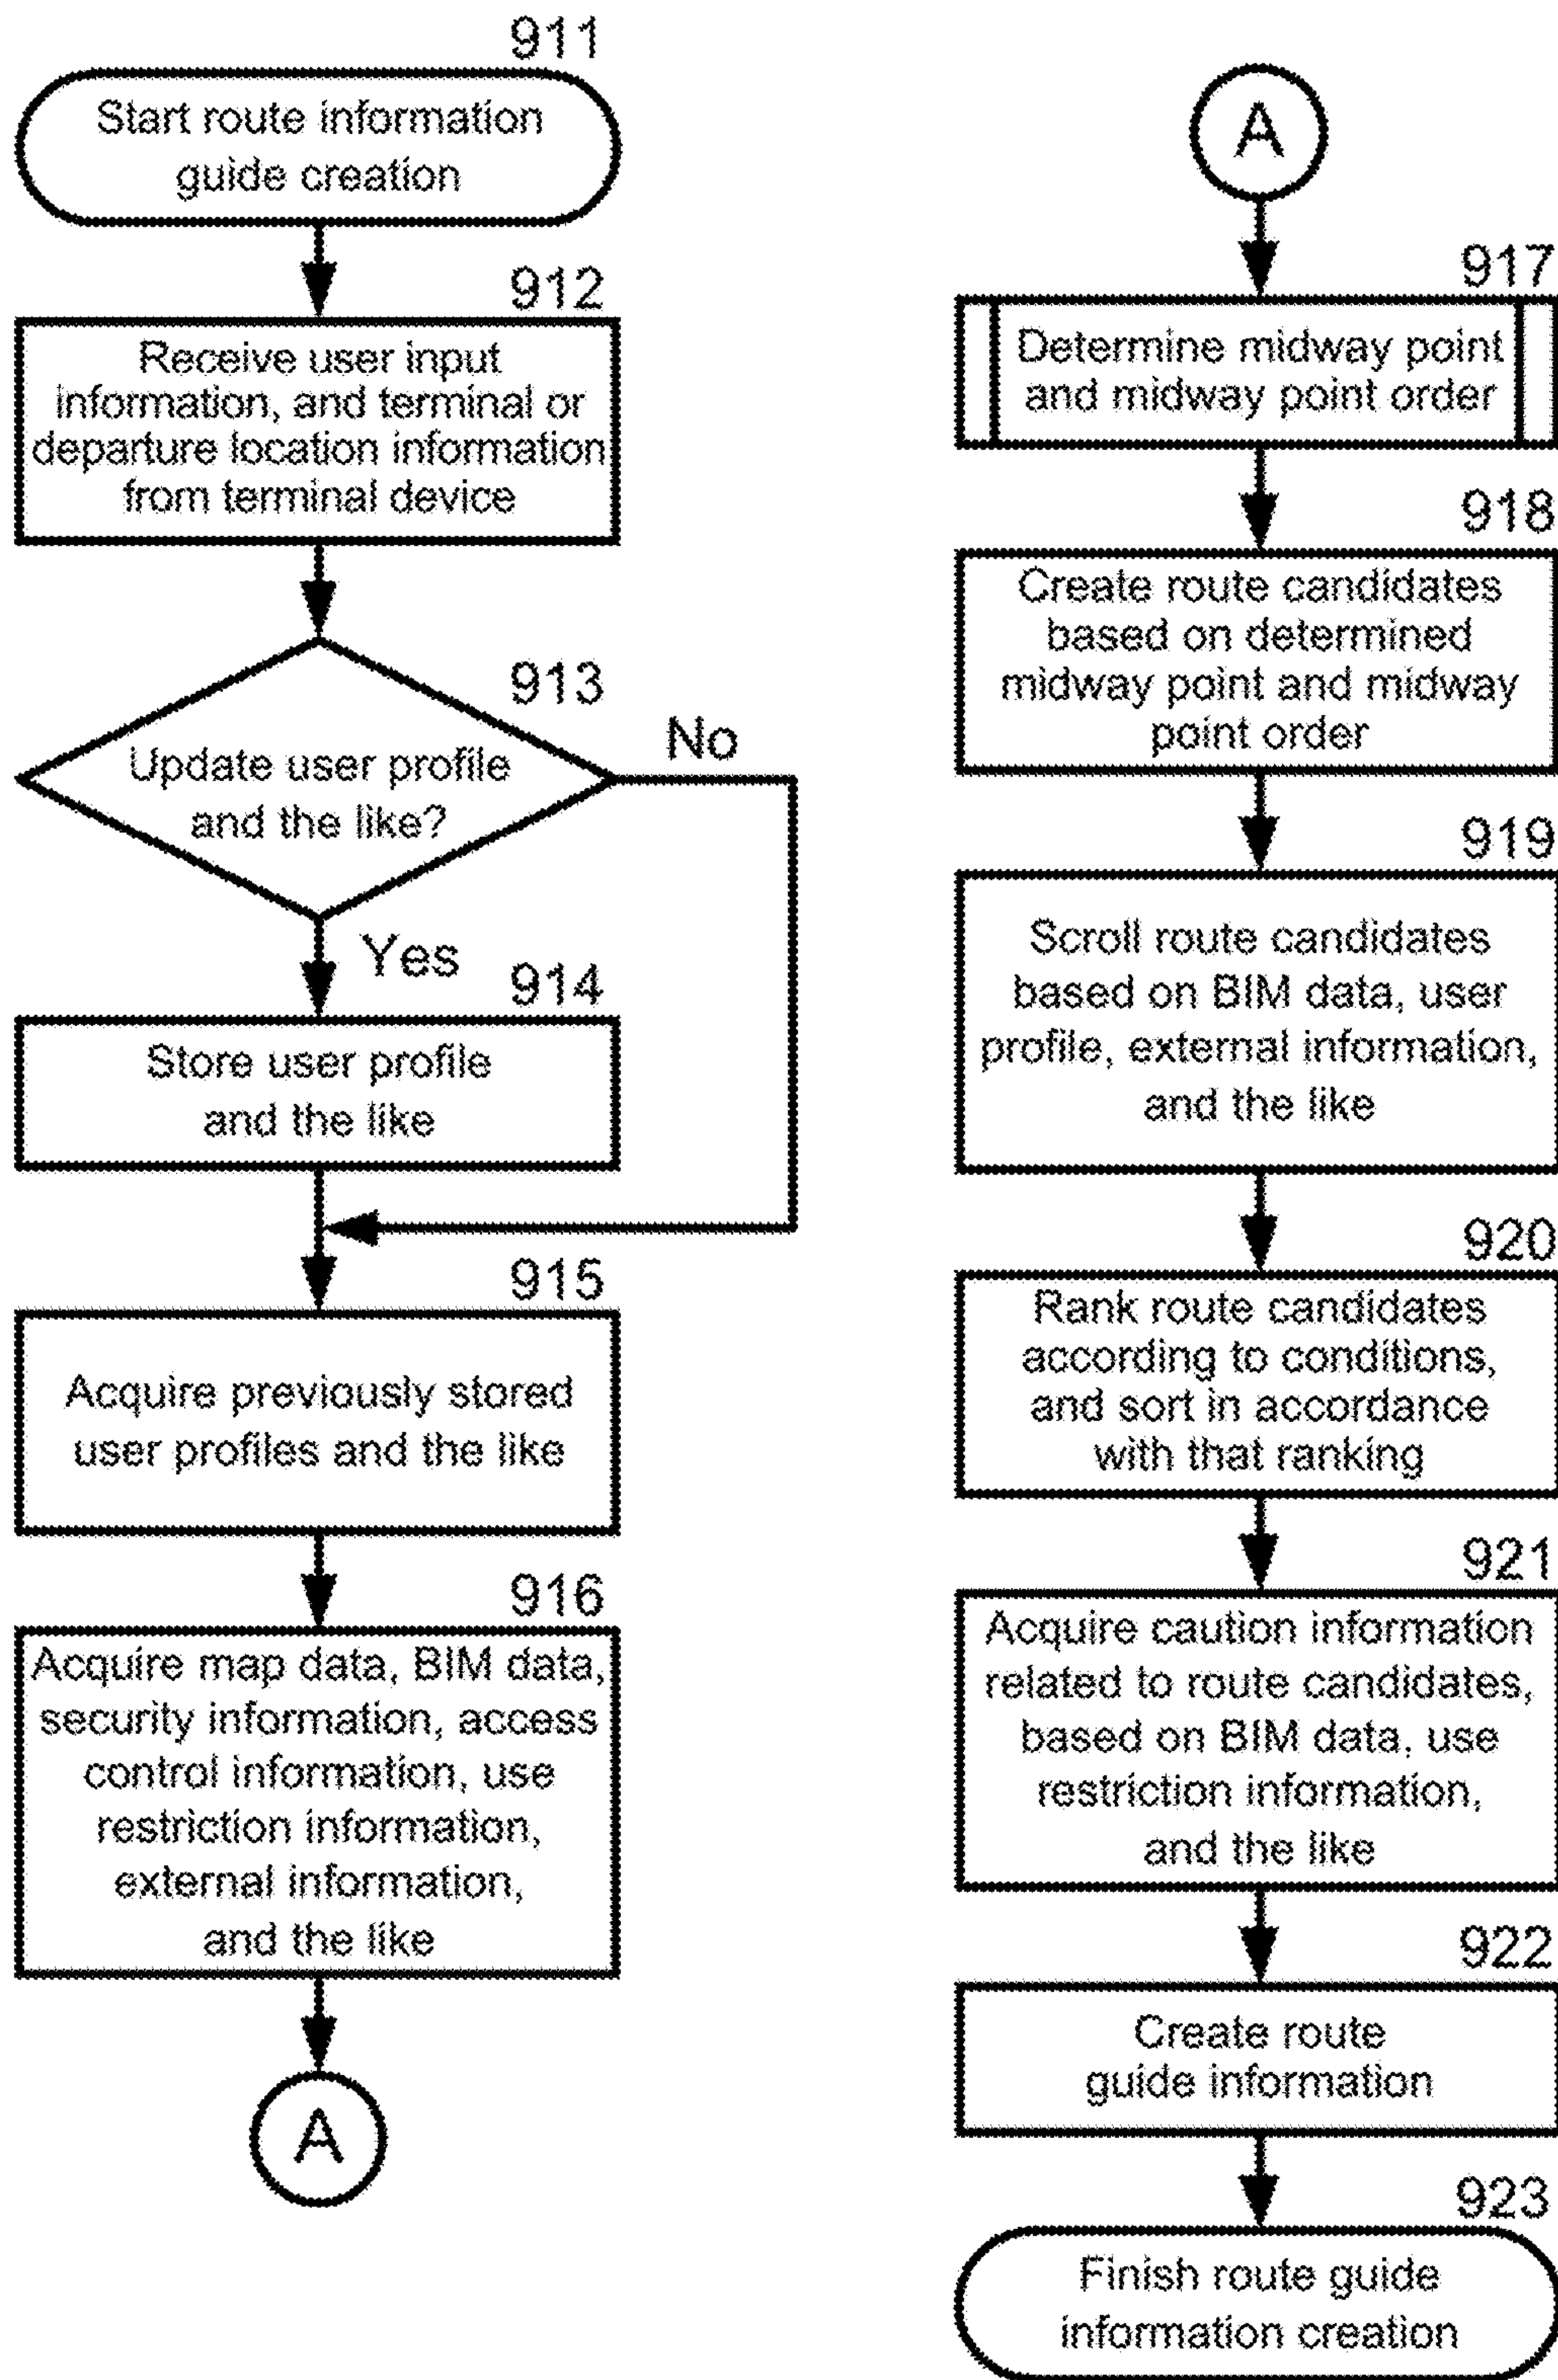 911
Start route information
guide creation
912
Receive user input
information, and terminal or
departure location information
from terminal device
913
Update user profile
and the like?
No
Yes
914
Store user profile
and the like
915
Acquire previously stored
user profiles and the like
916
Acquire map data, BIM data,
security information, access
control information, use
restriction information,
external information,
and the like
A
A
917
Determine midway point
and midway point order
918
Create route candidates
based on determined
midway point and midway
point order
919
Scroll route candidates
based on BIM data, user
profile, external information,
and the like
920
Rank route candidates
according to conditions,
and sort in accordance
with that ranking
921
Acquire caution information
related to route candidates,
based on BIM data, use
restriction information,
and the like
922
Create route
guide information
923
Finish route guide
information creation